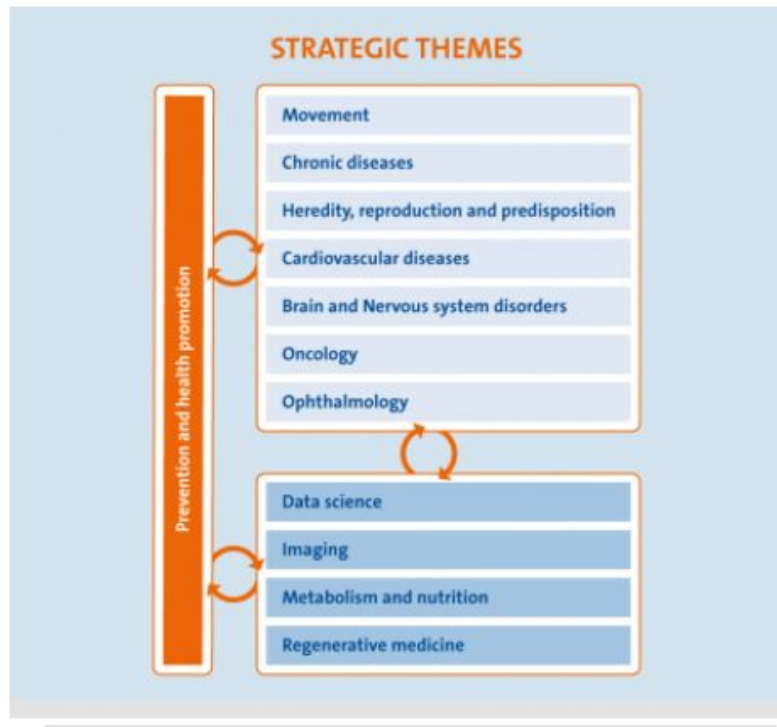 STRATEGIC THEMES
Prevention and health promotion
Movement
Chronic diseases
Heredity, reproduction and predisposition
Cardiovascular diseases
Brain and Nervous system disorders
Oncology
Ophthalmology
Data science
Imaging
Metabolism and nutrition
Regenerative medicine